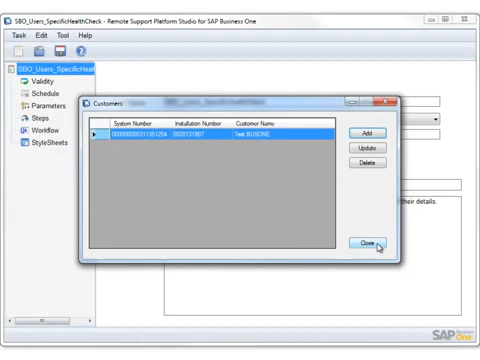 SBO_Users_SpecificHealthCheck - Remote Support Platform Studio for SAP Business One
Task Edit Tool Help
SBO_Users_SpecificHealth
Validity
Schedule
Parameters
Steps
Workflow
StyleSheets
Customers
System Number Installation Number Customer Name
000000000311351254 0020131907 Test BUSONE
Add
Update
Delete
Close
their details.
SAP Business One